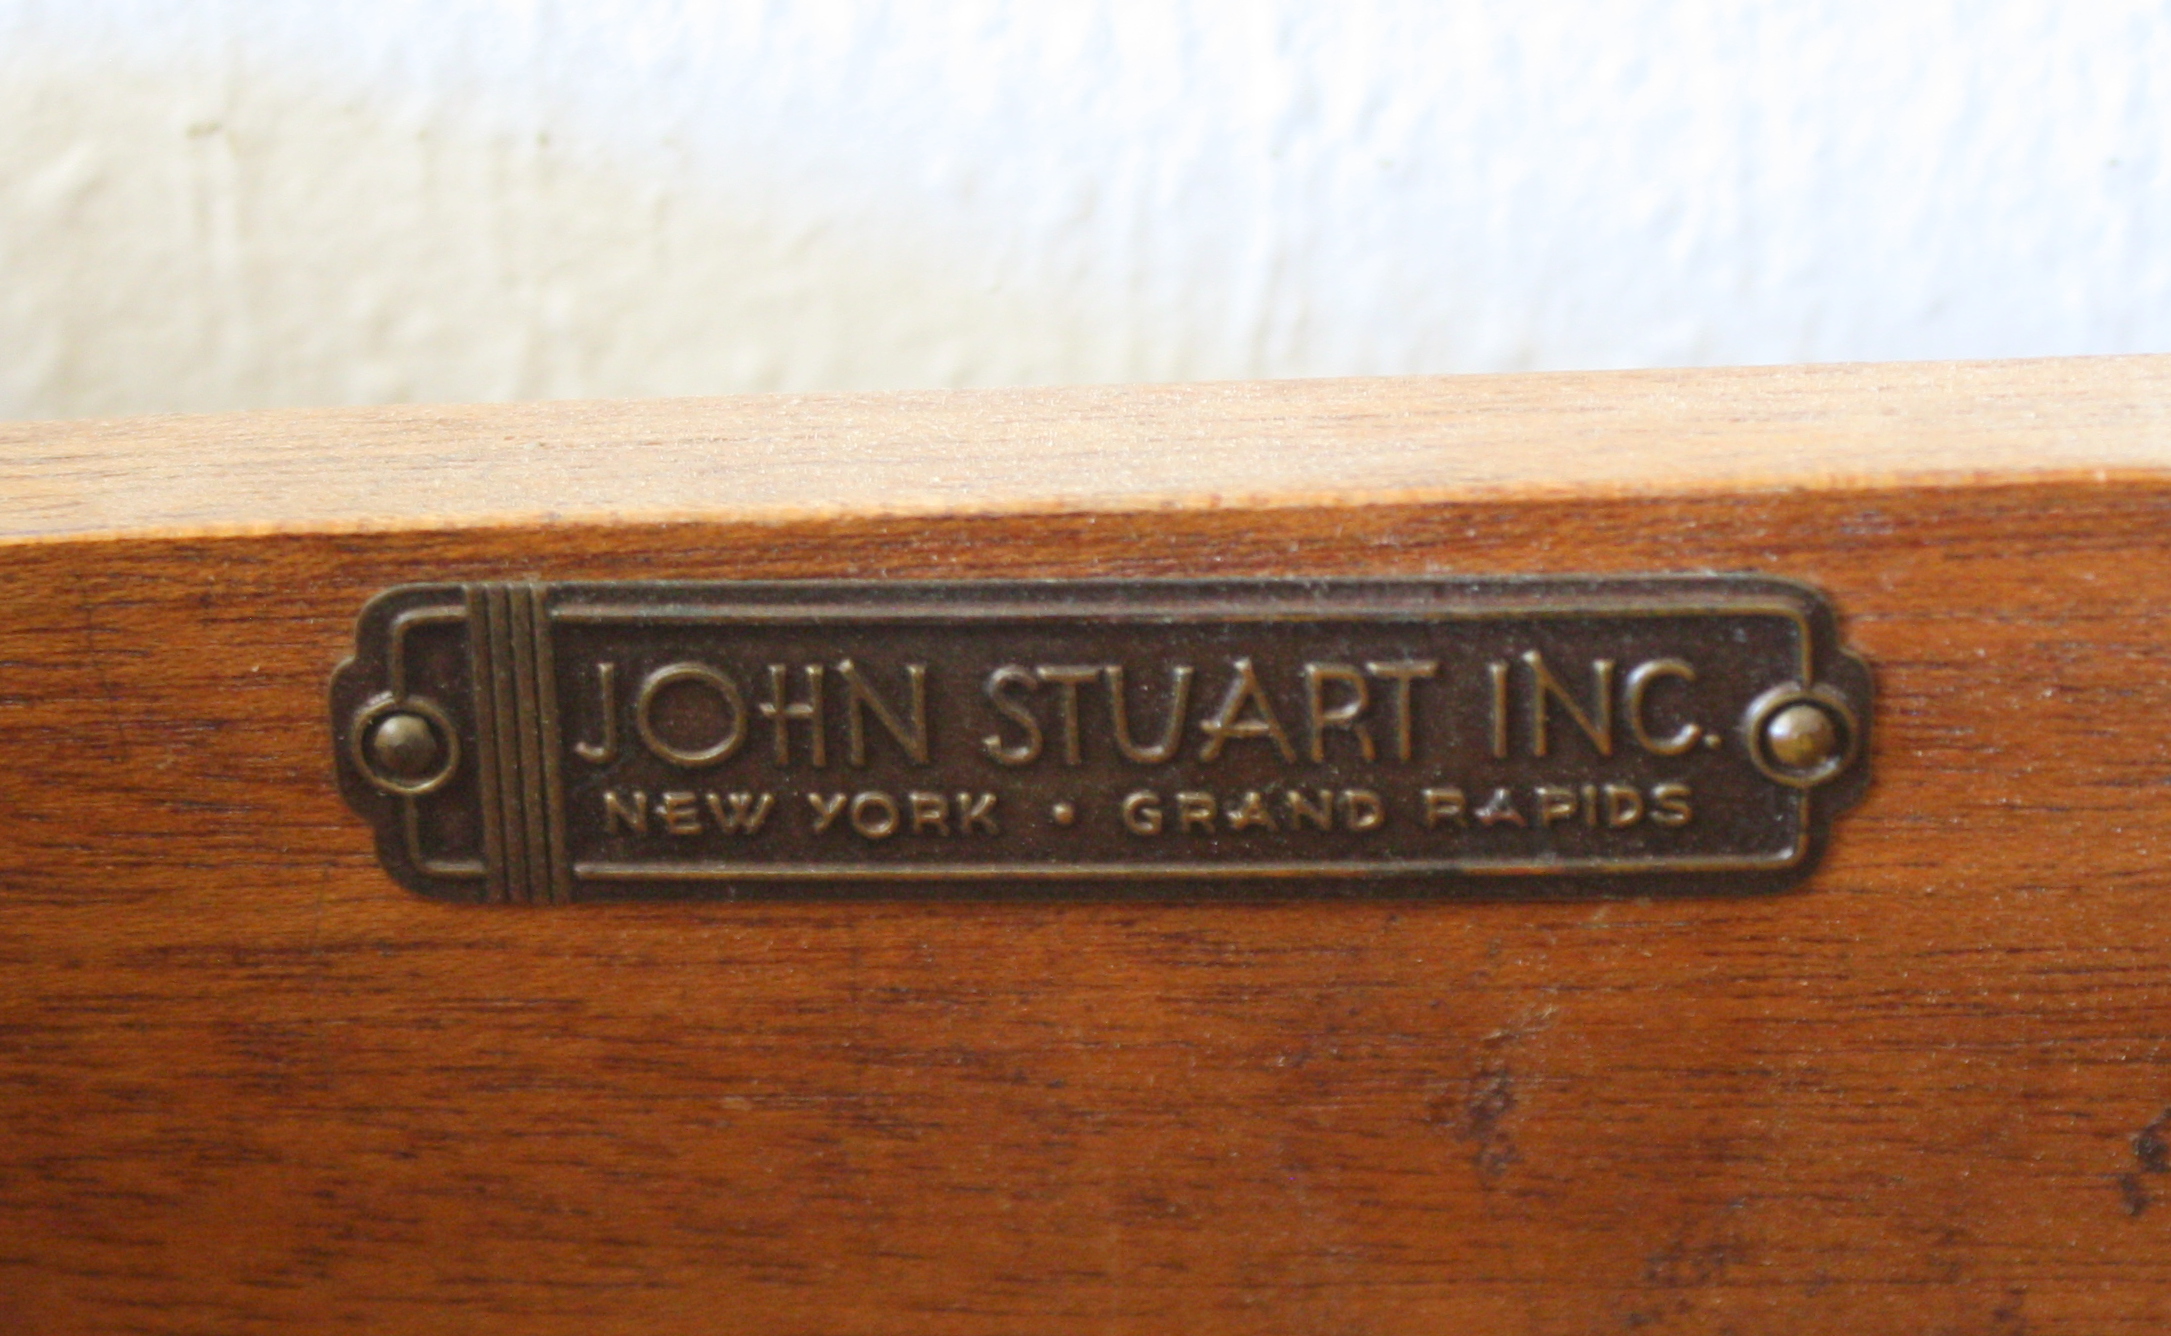 JOHN STUART INC.
NEW YORK • GRAND RAPIDS